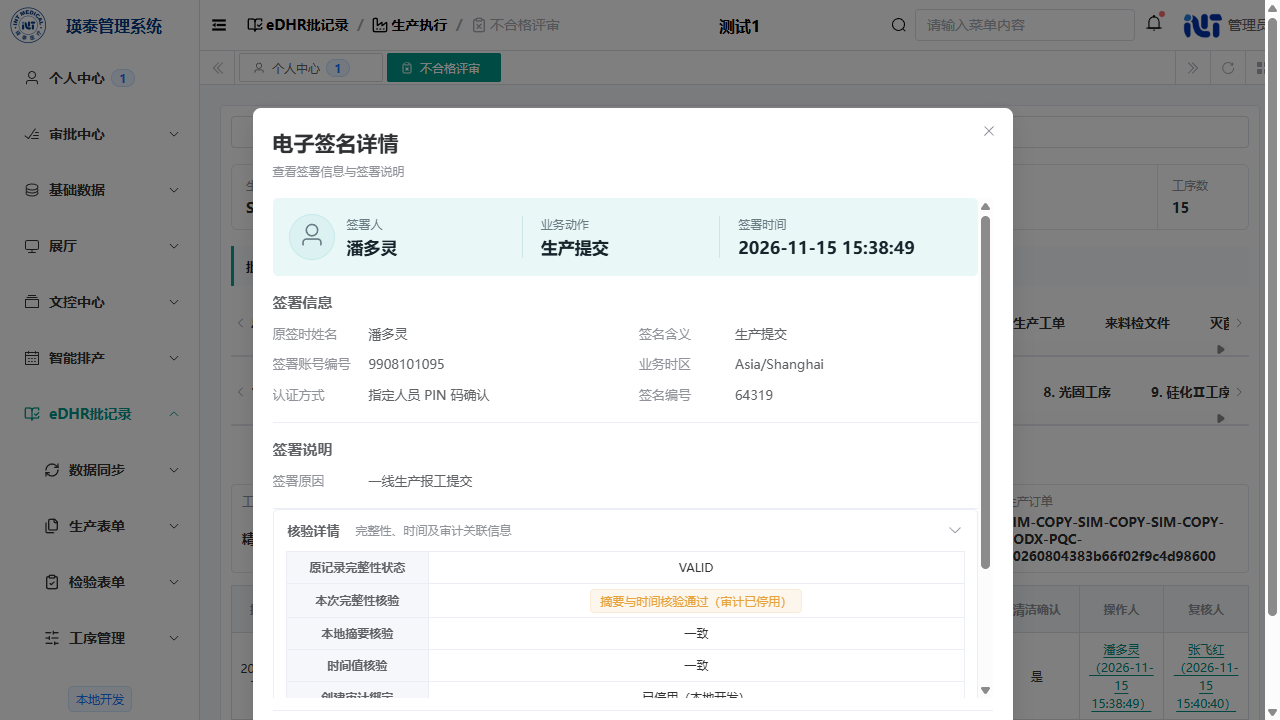 瑛泰管理系统
eDHR批记录 / 生产执行 / 不合格评审
测试1
请输入菜单内容
管理员
个人中心 1
不合格评审
个人中心 1
审批中心
基础数据
展厅
文控中心
智能排产
eDHR批记录
数据同步
生产表单
检验表单
工序管理
本地开发
工序数
15
生产工单
来料检文件
8. 光固工序
9. 硅化工工序
生产订单
SIM-COPY-SIM-COPY-SIM-COPY-
0260804383b66f02f9c4d98600
清洁确认
操作人
复核人
是
潘多灵
（2026-11-
15
15:38:49）
张飞红
（2026-11-
15
15:40:40）
电子签名详情
查看签署信息与签署说明
签署人
潘多灵
业务动作
生产提交
签署时间
2026-11-15 15:38:49
签署信息
原签时姓名 潘多灵
签名含义 生产提交
签署账号编号 9908101095
业务时区 Asia/Shanghai
认证方式 指定人员 PIN 码确认
签名编号 64319
签署说明
签署原因 一线生产报工提交
核验详情 完整性、时间及审计关联信息
原记录完整性状态 VALID
本次完整性核验 摘要与时间核验通过（审计已停用）
本地摘要核验 一致
时间值核验 一致
创建审计绑定 已停用（本地开发）